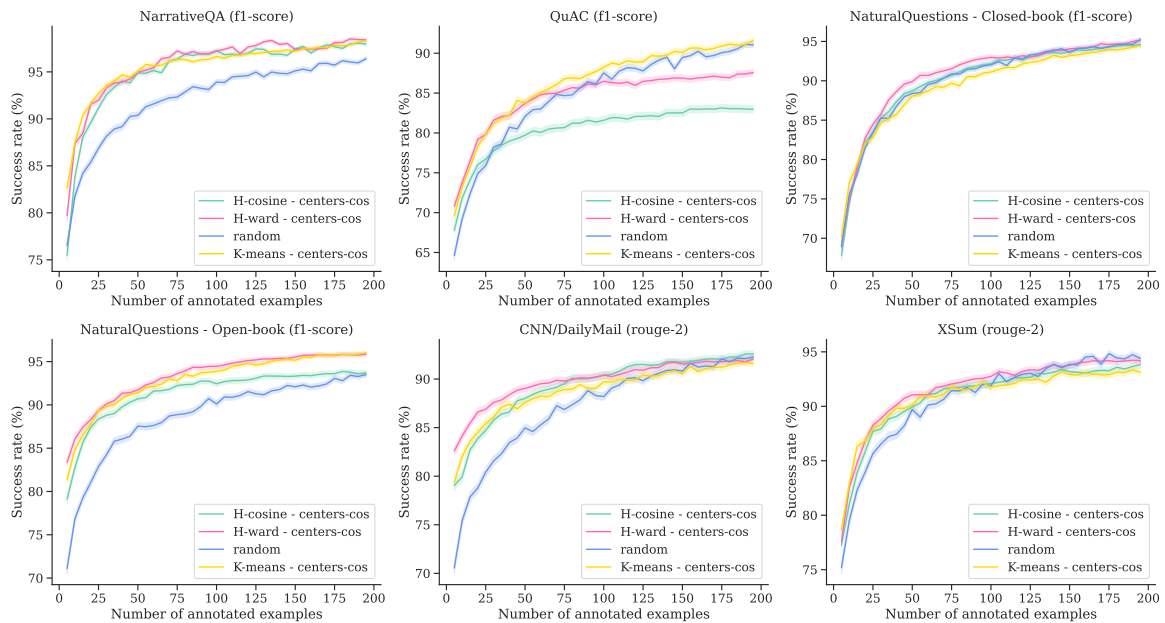 NarrativeQA (f1-score)
Success rate (%)
95
90
85
80
75
0 25 50 75 100 125 150 175 200
Number of annotated examples
H-cosine - centers-cos
H-ward - centers-cos
random
K-means - centers-cos
QuAC (f1-score)
Success rate (%)
90
85
80
75
70
65
0 25 50 75 100 125 150 175 200
Number of annotated examples
H-cosine - centers-cos
H-ward - centers-cos
random
K-means - centers-cos
NaturalQuestions - Closed-book (f1-score)
Success rate (%)
95
90
85
80
75
70
0 25 50 75 100 125 150 175 200
Number of annotated examples
H-cosine - centers-cos
H-ward - centers-cos
random
K-means - centers-cos
NaturalQuestions - Open-book (f1-score)
Success rate (%)
95
90
85
80
75
70
0 25 50 75 100 125 150 175 200
Number of annotated examples
H-cosine - centers-cos
H-ward - centers-cos
random
K-means - centers-cos
CNN/DailyMail (rouge-2)
Success rate (%)
90
85
80
75
70
0 25 50 75 100 125 150 175 200
Number of annotated examples
H-cosine - centers-cos
H-ward - centers-cos
random
K-means - centers-cos
XSum (rouge-2)
Success rate (%)
95
90
85
80
75
0 25 50 75 100 125 150 175 200
Number of annotated examples
H-cosine - centers-cos
H-ward - centers-cos
random
K-means - centers-cos